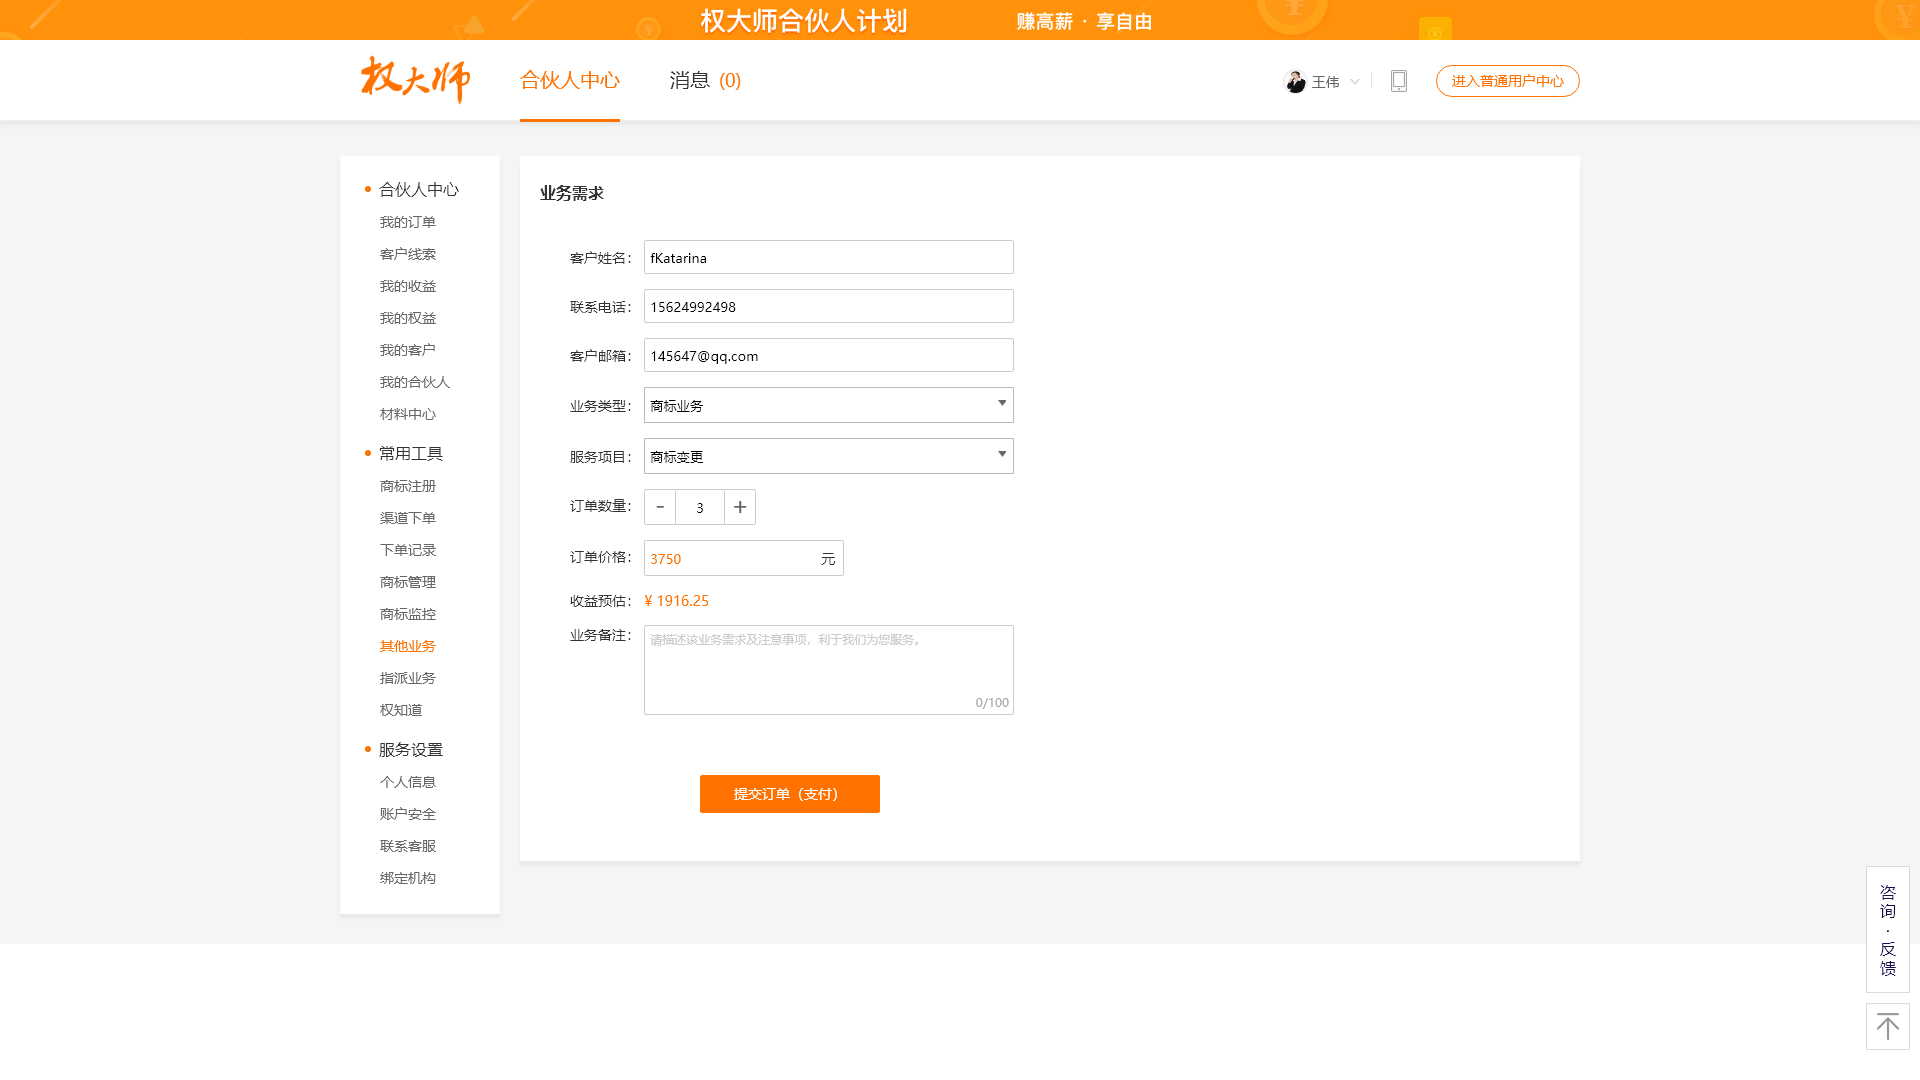 权大师合伙人计划 赚高薪 · 享自由
权大师 合伙人中心 消息 (0) 王伟 进入普通用户中心
合伙人中心
我的订单
客户线索
我的收益
我的权益
我的客户
我的合伙人
材料中心
常用工具
商标注册
渠道下单
下单记录
商标管理
商标监控
其他业务
指派业务
权知道
服务设置
个人信息
账户安全
联系客服
绑定机构
业务需求
客户姓名： fKatarina
联系电话： 15624992498
客户邮箱： 145647@qq.com
业务类型： 商标业务
服务项目： 商标变更
订单数量： - 3 +
订单价格： 3750 元
收益预估： ¥ 1916.25
业务备注： 请描述该业务需求及注意事项，利于我们为您服务。
0/100
提交订单（支付）
咨询·反馈